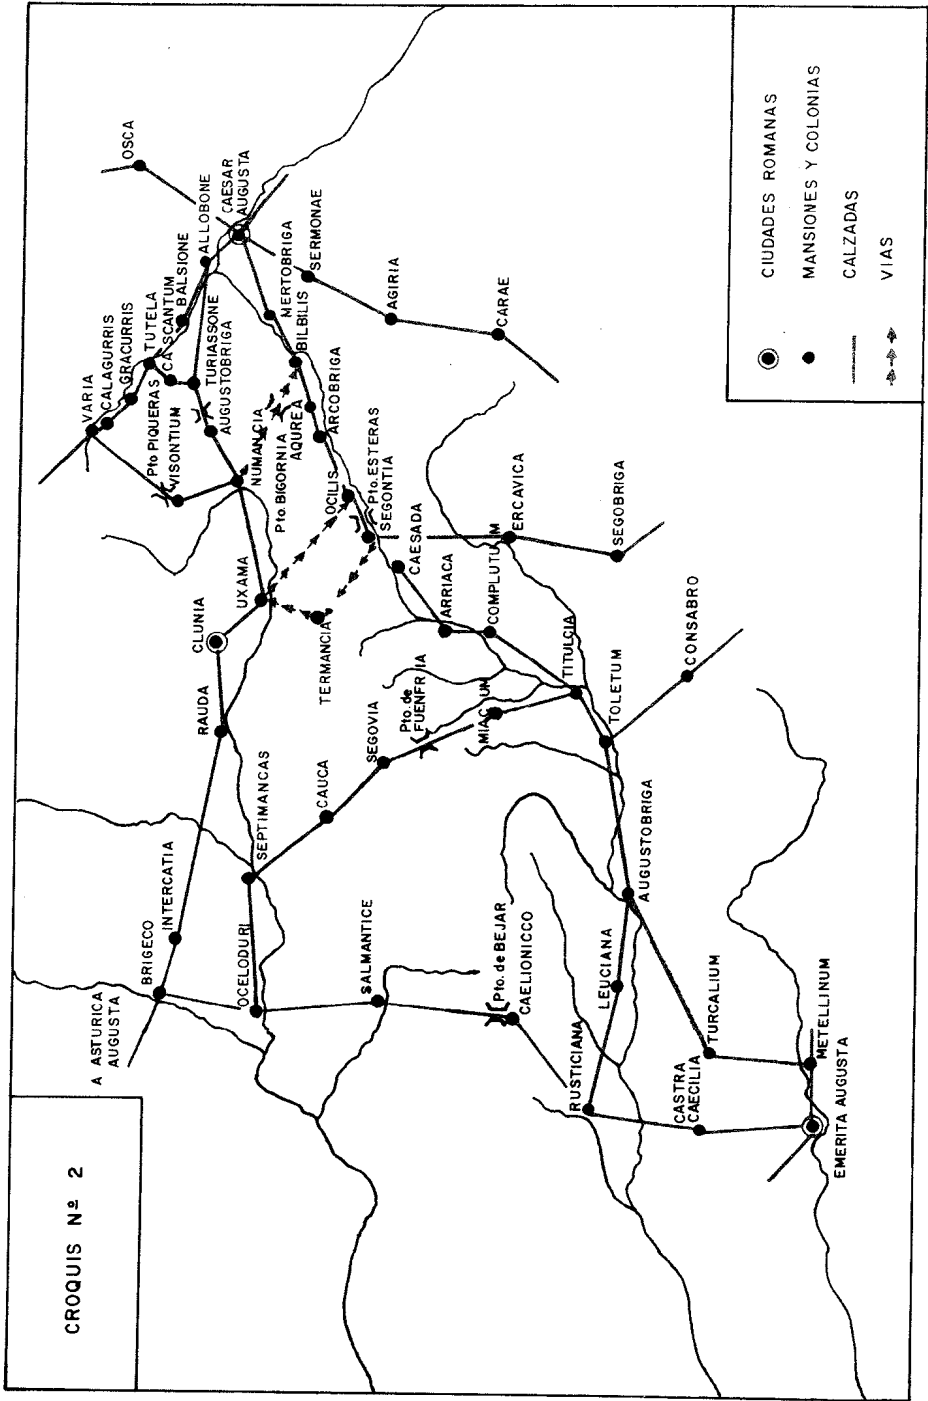 CROQUIS Nº 2
A ASTURICA
AUGUSTA
BRIGECO
INTERCATIA
RAUDA
CLUNIA
UXAMA
VARIA
CALAGURRIS
GRACURRIS
TUTELA
CASCANTUM
BALSIONE
ALLOBONE
OSCA
CAESAR
AUGUSTA
Pto PIQUERAS
VISONTIUM
TURIASSONE
AUGUSTOBRIGA
NUMANCIA
Pto. BIGORNIA
AQUREA
ARCOBRIGA
BILBILIS
MERTOBRIGA
SERMONAE
AGIRIA
CARAE
OCILIS
Pto. ESTERAS
SEGONTIA
TERMANCIA
CAESADA
ARRIACA
COMPLUTUM
ERCAVICA
SEGOBRIGA
OCELODURI
SEPTIMANCAS
CAUCA
SEGOVIA
Pto. de
FUENFRIA
MIACUM
TITULCIA
TOLETUM
CONSABRO
SALMANTICE
Pto. de BEJAR
CAELIONICCO
RUSTICIANA
LEUCIANA
AUGUSTOBRIGA
CASTRA
CAECILIA
TURCALIUM
METELLINUM
EMERITA AUGUSTA
CIUDADES ROMANAS
MANSIONES Y COLONIAS
CALZADAS
VIAS